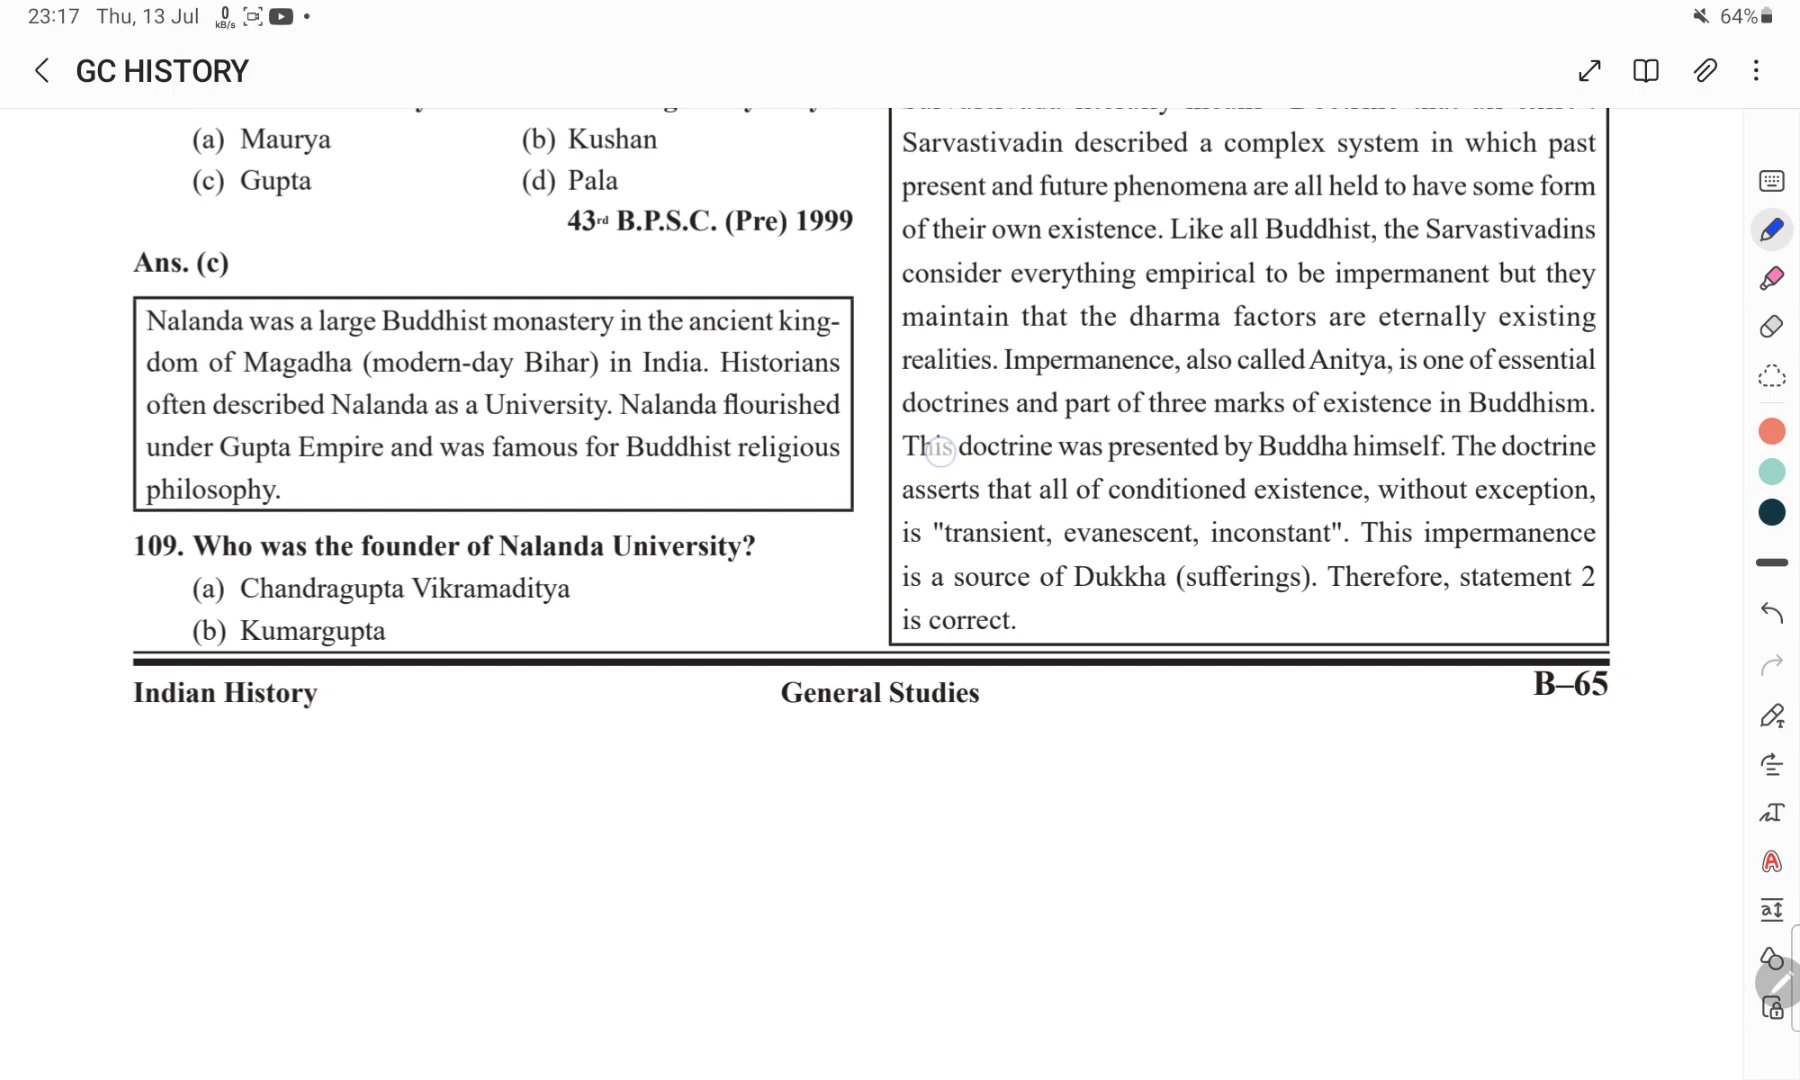 23:17 Thu, 13 Jul 0 kB/s 64%
GC HISTORY
(a) Maurya (b) Kushan
(c) Gupta (d) Pala
43rd B.P.S.C. (Pre) 1999
Ans. (c)
Nalanda was a large Buddhist monastery in the ancient king-
dom of Magadha (modern-day Bihar) in India. Historians
often described Nalanda as a University. Nalanda flourished
under Gupta Empire and was famous for Buddhist religious
philosophy.
109. Who was the founder of Nalanda University?
(a) Chandragupta Vikramaditya
(b) Kumargupta
Sarvastivadin described a complex system in which past
present and future phenomena are all held to have some form
of their own existence. Like all Buddhist, the Sarvastivadins
consider everything empirical to be impermanent but they
maintain that the dharma factors are eternally existing
realities. Impermanence, also called Anitya, is one of essential
doctrines and part of three marks of existence in Buddhism.
This doctrine was presented by Buddha himself. The doctrine
asserts that all of conditioned existence, without exception,
is "transient, evanescent, inconstant". This impermanence
is a source of Dukkha (sufferings). Therefore, statement 2
is correct.
Indian History General Studies B–65